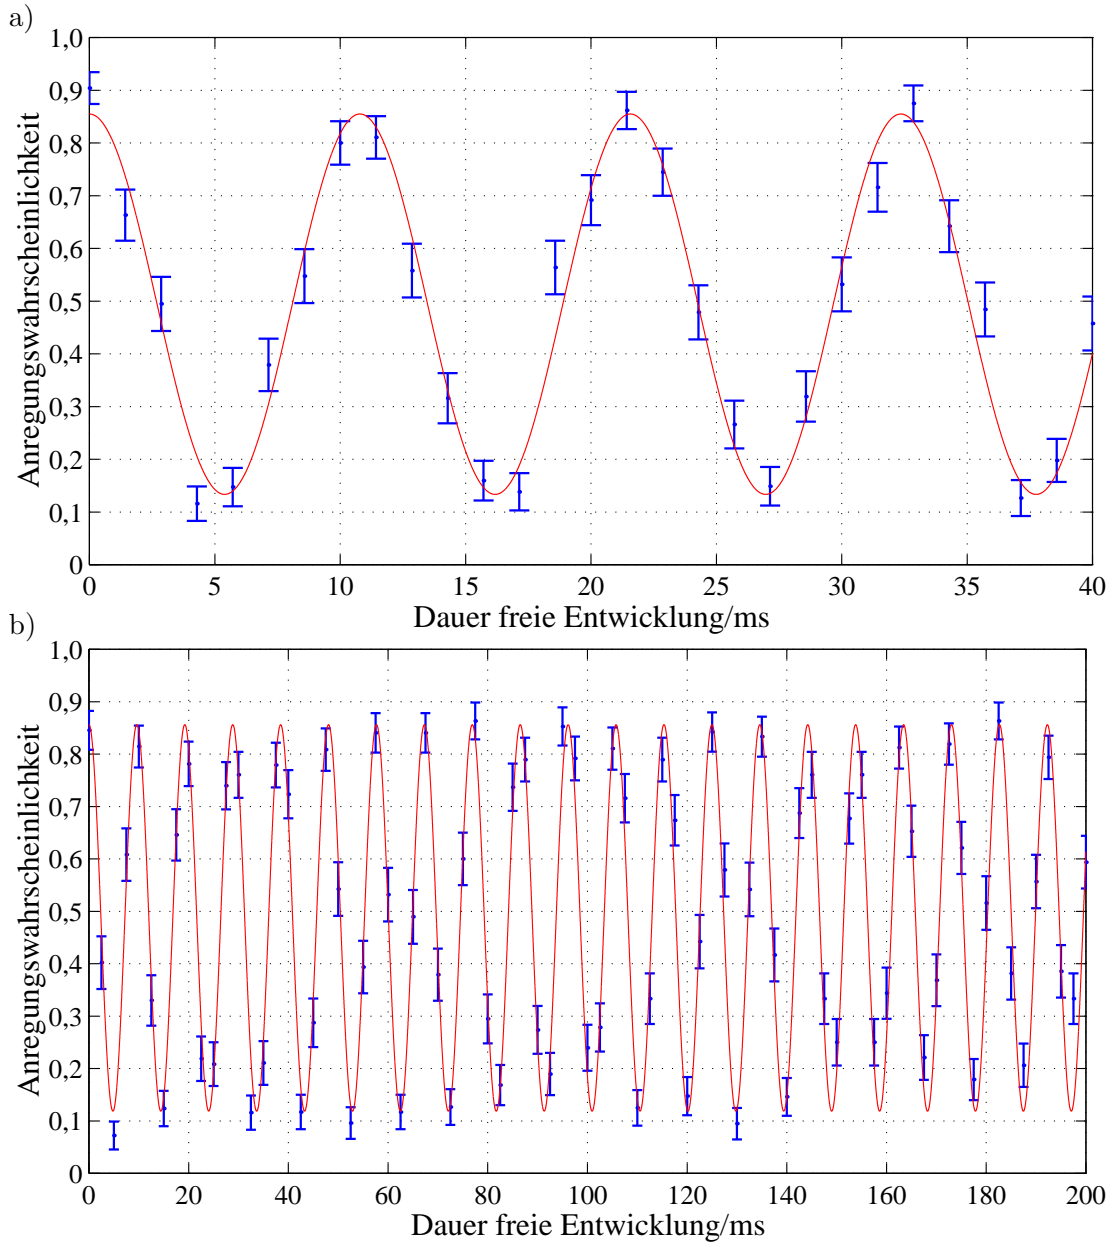 a)
1,0
0,9
0,8
0,7
0,6
0,5
0,4
0,3
0,2
0,1
0
Anregungswahrscheinlichkeit
0 5 10 15 20 25 30 35 40
Dauer freie Entwicklung/ms
b)
1,0
0,9
0,8
0,7
0,6
0,5
0,4
0,3
0,2
0,1
0
Anregungswahrscheinlichkeit
0 20 40 60 80 100 120 140 160 180 200
Dauer freie Entwicklung/ms